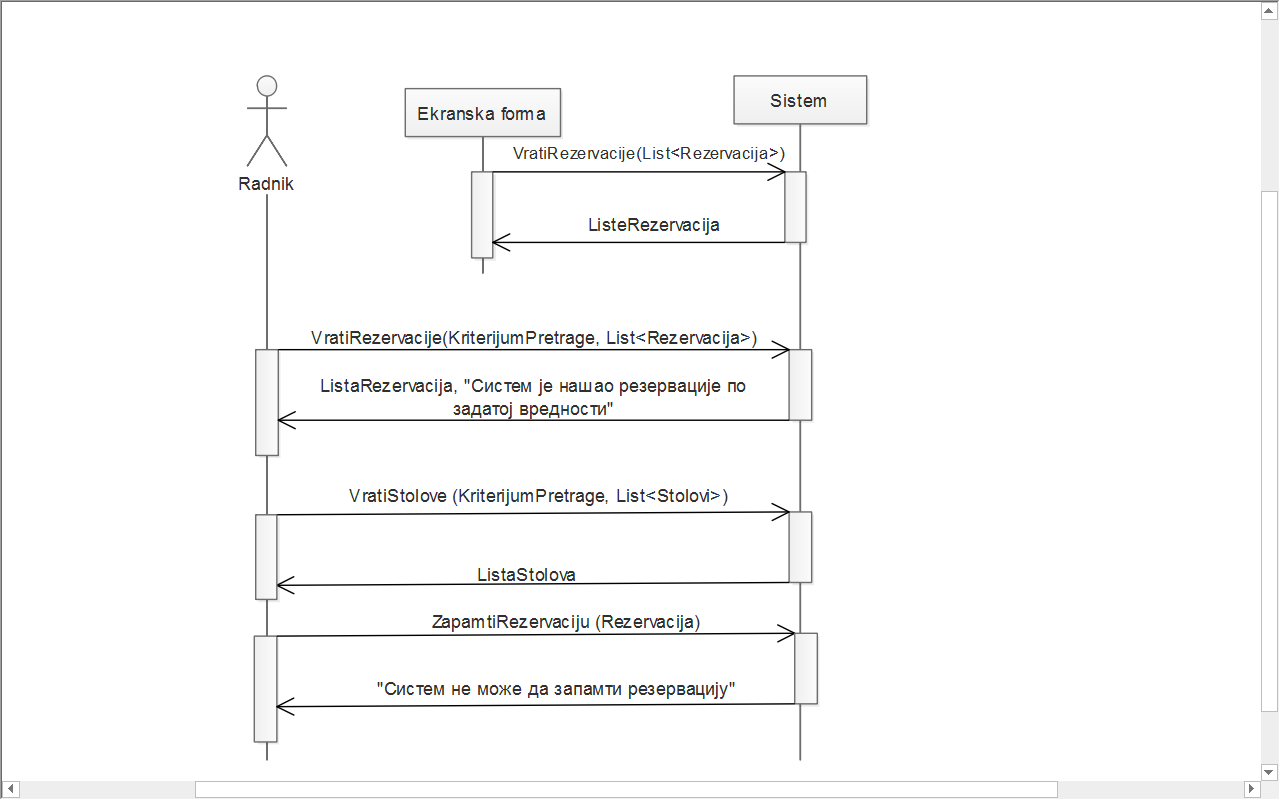 Sistem
Ekranska forma
VratiRezervacije(List<Rezervacija>)
Radnik
ListeRezervacija
VratiRezervacije(KriterijumPretrage, List<Rezervacija>)
ListaRezervacija, "Систем је нашао резервације по
задатој вредности"
VratiStolove (KriterijumPretrage, List<Stolovi>)
ListaStolova
ZapamtiRezervaciju (Rezervacija)
"Систем не може да запамти резервацију"